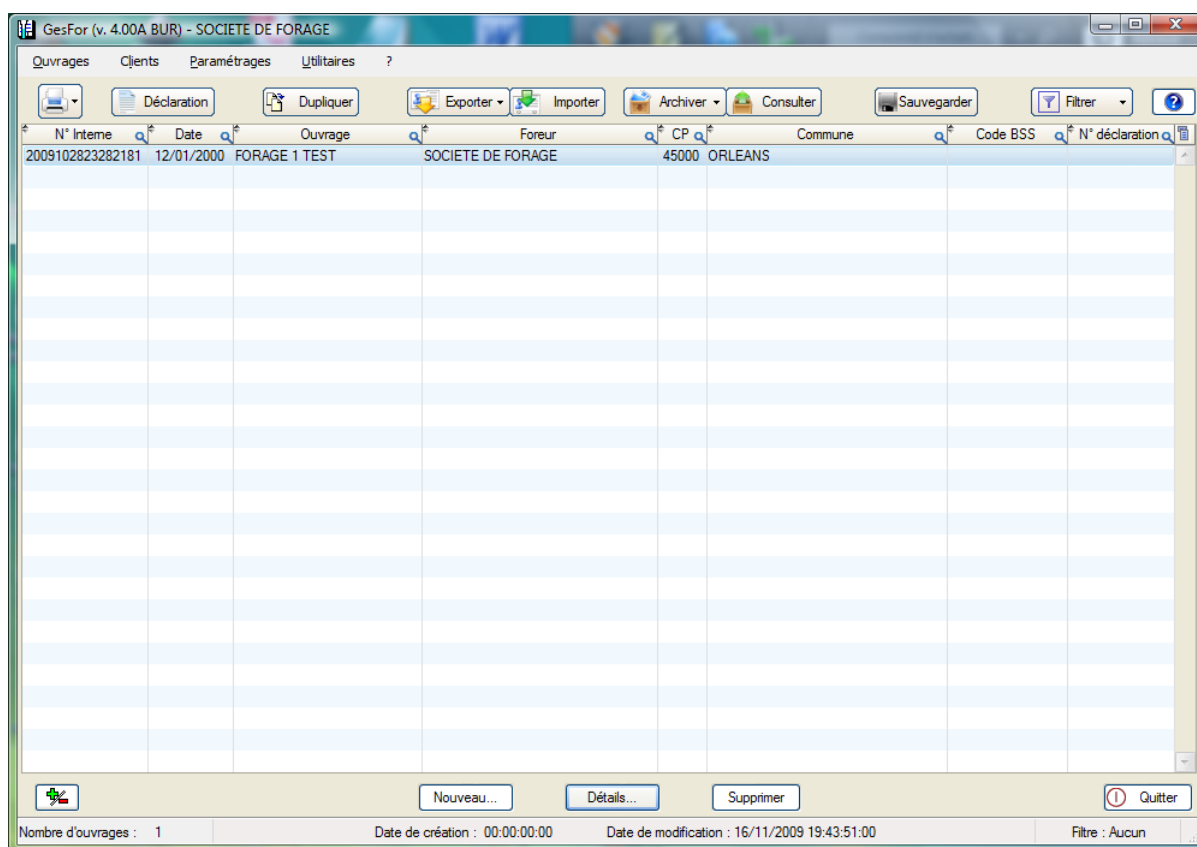 GesFor (v. 4.00A BUR) - SOCIETE DE FORAGE
Ouvrages Clients Paramétrages Utilitaires ?
Déclaration Dupliquer Exporter Importer Archiver Consulter Sauvegarder Filtrer ?
N° Interne Date Ouvrage Foreur CP Commune Code BSS N° déclaration
2009102823282181 12/01/2000 FORAGE 1 TEST SOCIETE DE FORAGE 45000 ORLEANS
Nouveau... Détails... Supprimer Quitter
Nombre d'ouvrages : 1 Date de création : 00:00:00:00 Date de modification : 16/11/2009 19:43:51:00 Filtre : Aucun